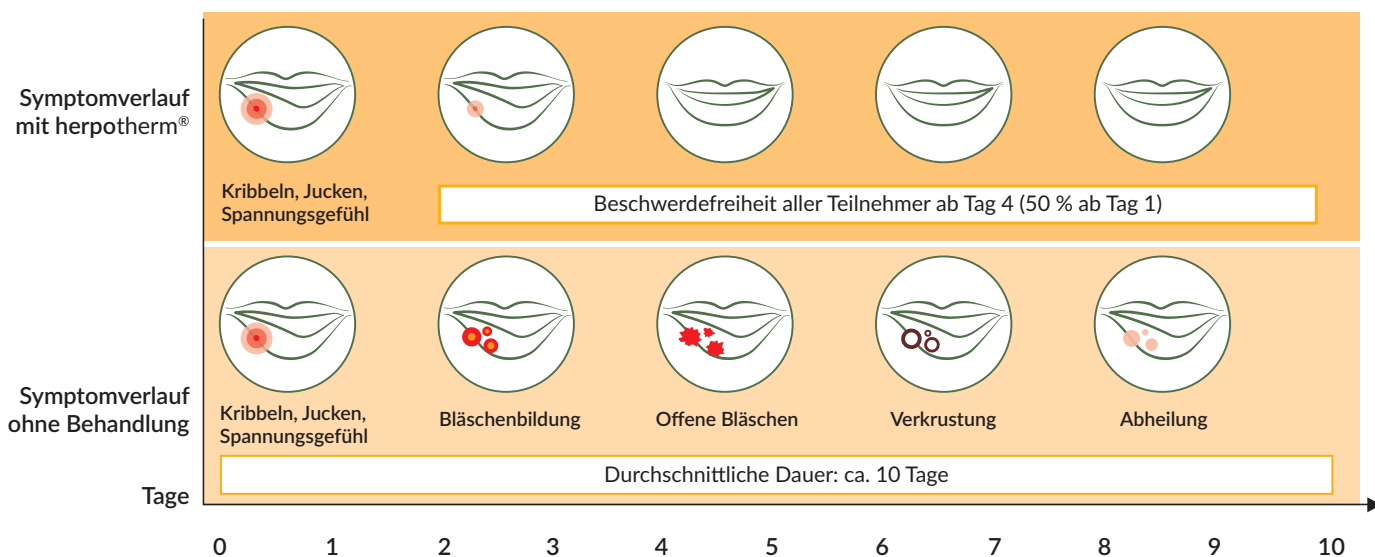 Symptomverlauf
mit herpotherm®
Kribbeln, Jucken,
Spannungsgefühl
Beschwerdefreiheit aller Teilnehmer ab Tag 4 (50 % ab Tag 1)
Symptomverlauf
ohne Behandlung
Kribbeln, Jucken,
Spannungsgefühl
Bläschenbildung
Offene Bläschen
Verkrustung
Abheilung
Durchschnittliche Dauer: ca. 10 Tage
Tage
0 1 2 3 4 5 6 7 8 9 10